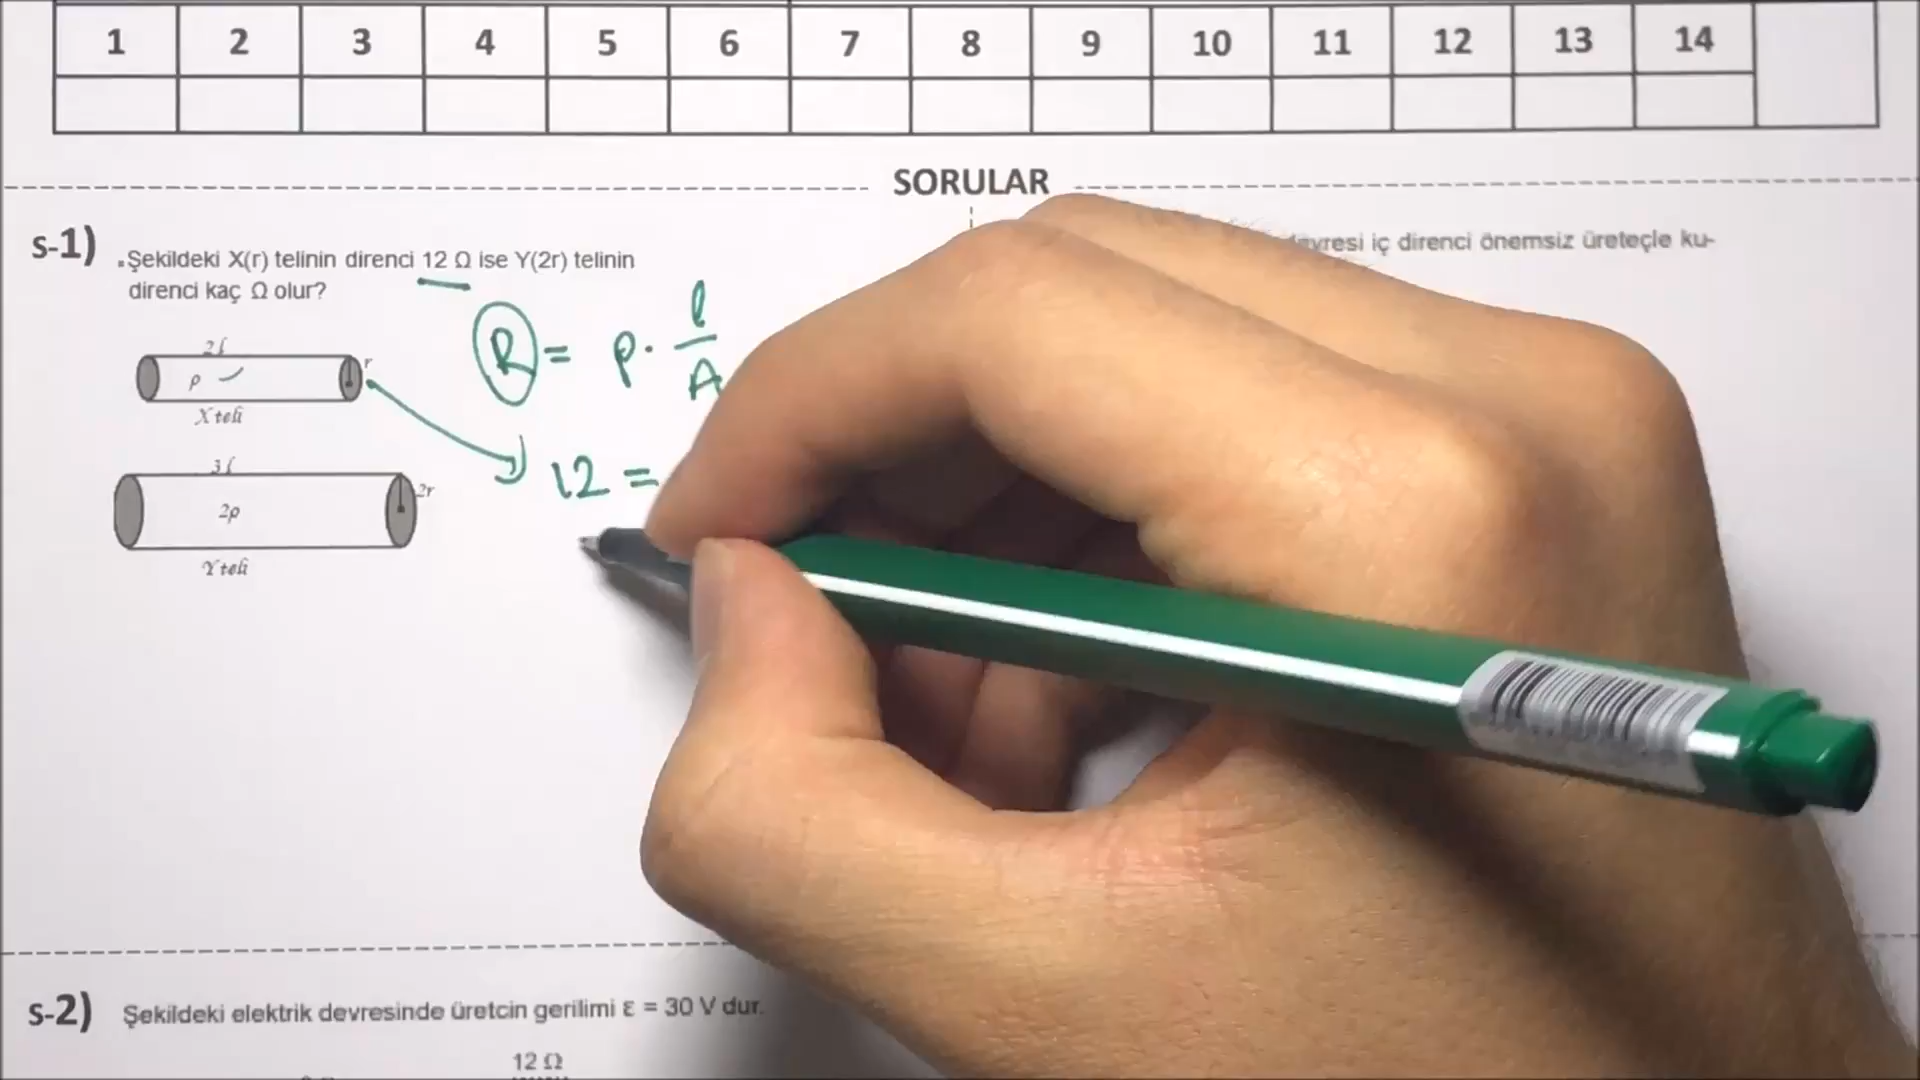 1 2 3 4 5 6 7 8 9 10 11 12 13 14
SORULAR
s-1) .Şekildeki X(r) telinin direnci 12 Ω ise Y(2r) telinin
direnci kaç Ω olur?
2ℓ
r
ρ
X teli
3ℓ
2r
2ρ
Y teli
R = ρ · ℓ/A
12 =
devresi iç direnci önemsiz üreteçle ku-
s-2) Şekildeki elektrik devresinde üretcin gerilimi ε = 30 V dur.
12 Ω